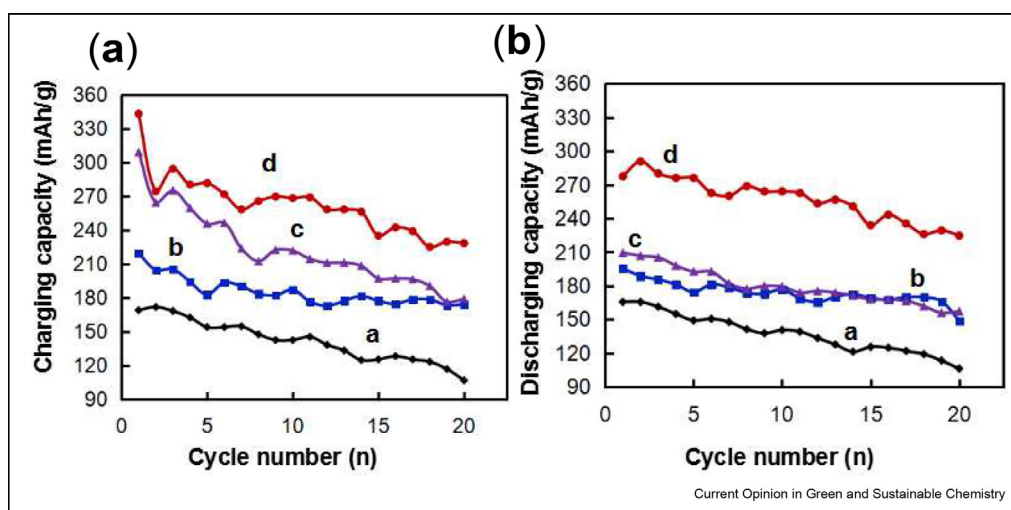 (a)
Charging capacity (mAh/g)
360
330
300
270
240
210
180
150
120
90
d
c
b
a
0 5 10 15 20
Cycle number (n)
(b)
Discharging capacity (mAh/g)
360
330
300
270
240
210
180
150
120
90
d
c
b
a
0 5 10 15 20
Cycle number (n)
Current Opinion in Green and Sustainable Chemistry